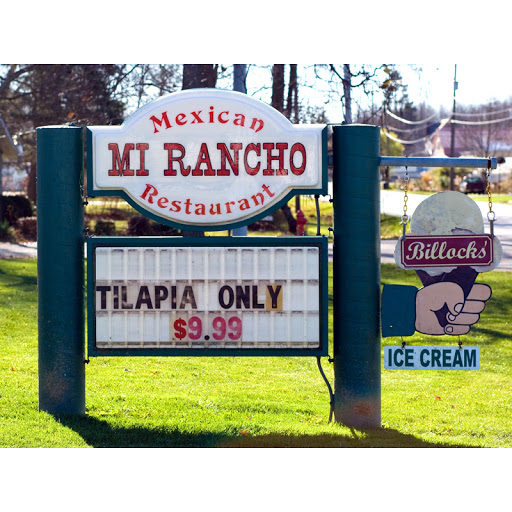 Mexican
MI RANCHO
Restaurant
TILAPIA ONLY
$9.99
Billocks'
ICE CREAM